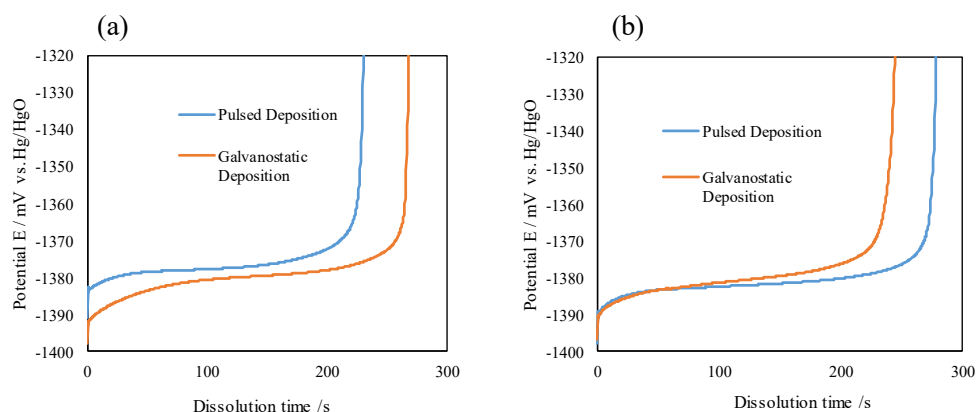 (a)
Potential E / mV vs. Hg/HgO
-1320
-1330
-1340
-1350
-1360
-1370
-1380
-1390
-1400
Pulsed Deposition
Galvanostatic
Deposition
0
100
200
300
Dissolution time /s
(b)
Potential E / mV vs. Hg/HgO
-1320
-1330
-1340
-1350
-1360
-1370
-1380
-1390
-1400
Pulsed Deposition
Galvanostatic
Deposition
0
100
200
300
Dissolution time /s